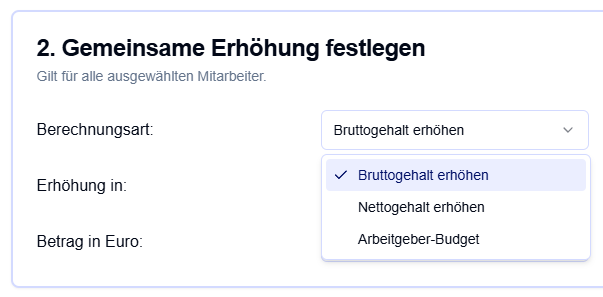 2. Gemeinsame Erhöhung festlegen
Gilt für alle ausgewählten Mitarbeiter.
Berechnungsart:
Bruttogehalt erhöhen
Bruttogehalt erhöhen
Erhöhung in:
Nettogehalt erhöhen
Betrag in Euro:
Arbeitgeber-Budget